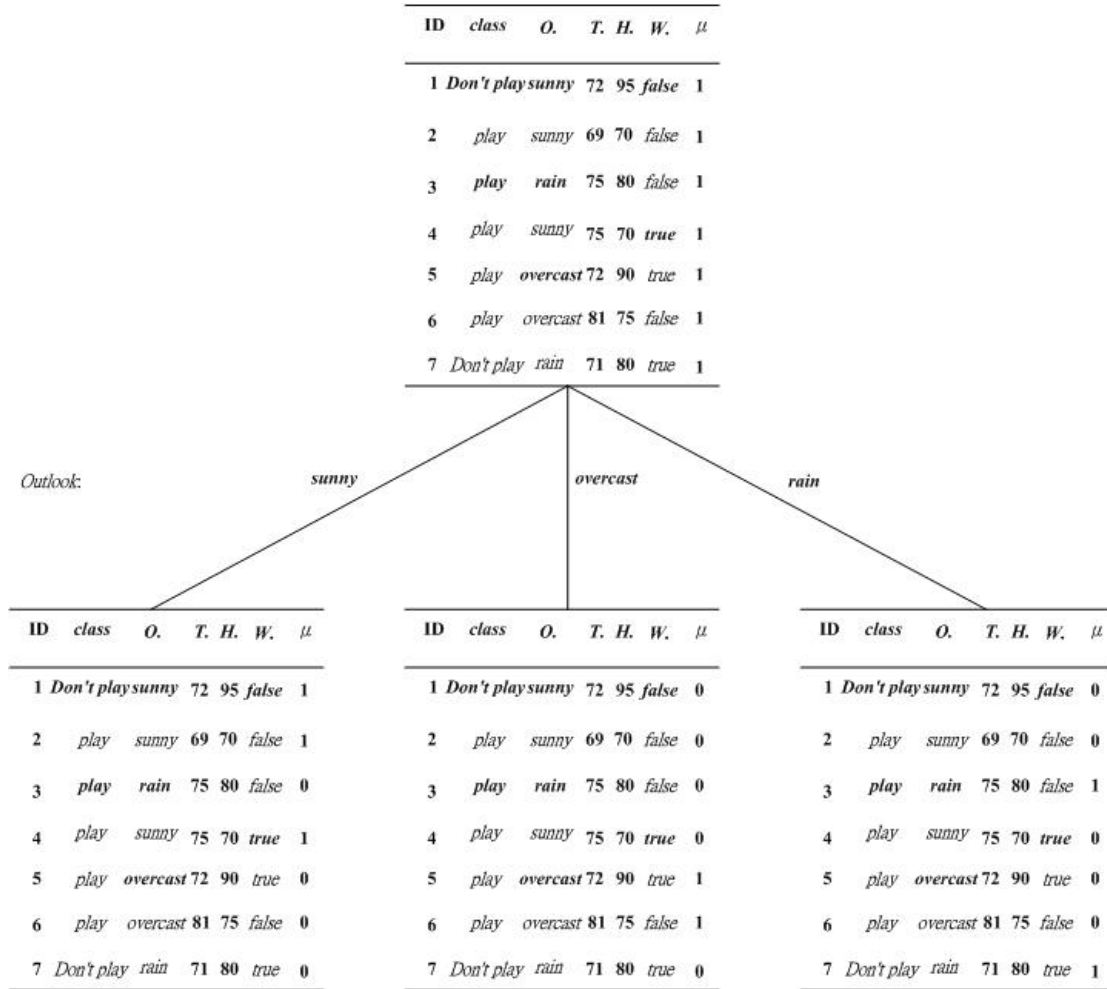 ID class O. T. H. W. μ
1 Don't play sunny 72 95 false 1
2 play sunny 69 70 false 1
3 play rain 75 80 false 1
4 play sunny 75 70 true 1
5 play overcast 72 90 true 1
6 play overcast 81 75 false 1
7 Don't play rain 71 80 true 1
Outlook: sunny overcast rain
ID class O. T. H. W. μ
1 Don't play sunny 72 95 false 1
2 play sunny 69 70 false 1
3 play rain 75 80 false 0
4 play sunny 75 70 true 1
5 play overcast 72 90 true 0
6 play overcast 81 75 false 0
7 Don't play rain 71 80 true 0
ID class O. T. H. W. μ
1 Don't play sunny 72 95 false 0
2 play sunny 69 70 false 0
3 play rain 75 80 false 0
4 play sunny 75 70 true 0
5 play overcast 72 90 true 1
6 play overcast 81 75 false 1
7 Don't play rain 71 80 true 0
ID class O. T. H. W. μ
1 Don't play sunny 72 95 false 0
2 play sunny 69 70 false 0
3 play rain 75 80 false 1
4 play sunny 75 70 true 0
5 play overcast 72 90 true 0
6 play overcast 81 75 false 0
7 Don't play rain 71 80 true 1